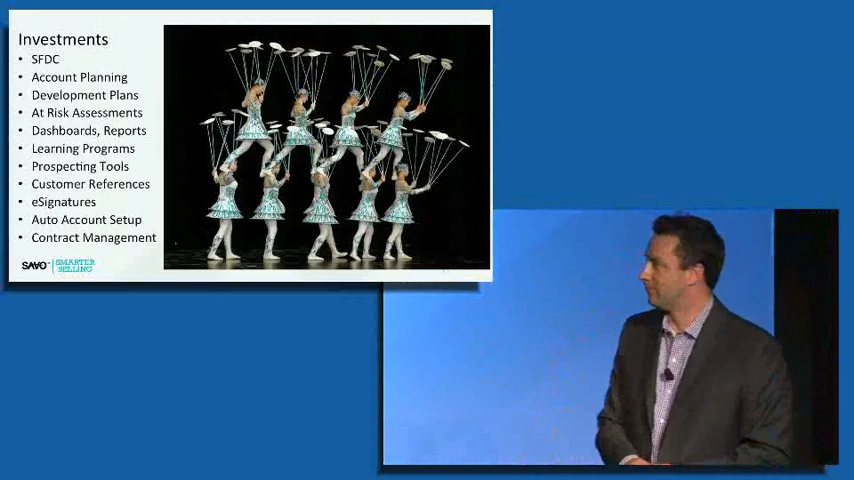 Investments
• SFDC
• Account Planning
• Development Plans
• At Risk Assessments
• Dashboards, Reports
• Learning Programs
• Prospecting Tools
• Customer References
• eSignatures
• Auto Account Setup
• Contract Management
SAVO
SMARTER
SELLING